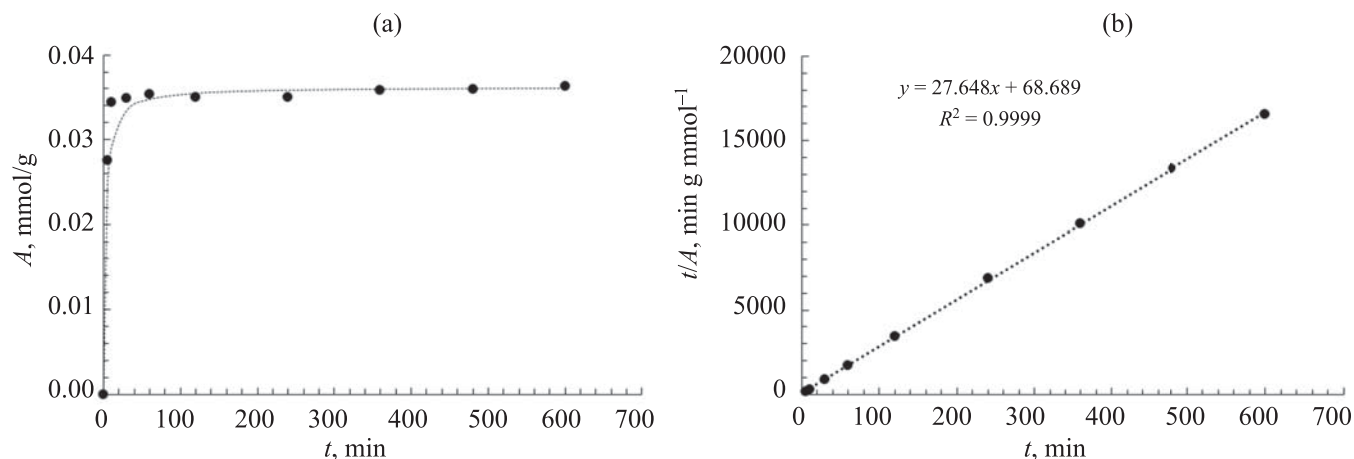 (a)
0.04
0.03
0.02
0.01
0.00
A, mmol/g
0 100 200 300 400 500 600 700
t, min
(b)
20000
15000
10000
5000
0
t/A, min g mmol⁻¹
y = 27.648x + 68.689
R² = 0.9999
0 100 200 300 400 500 600 700
t, min